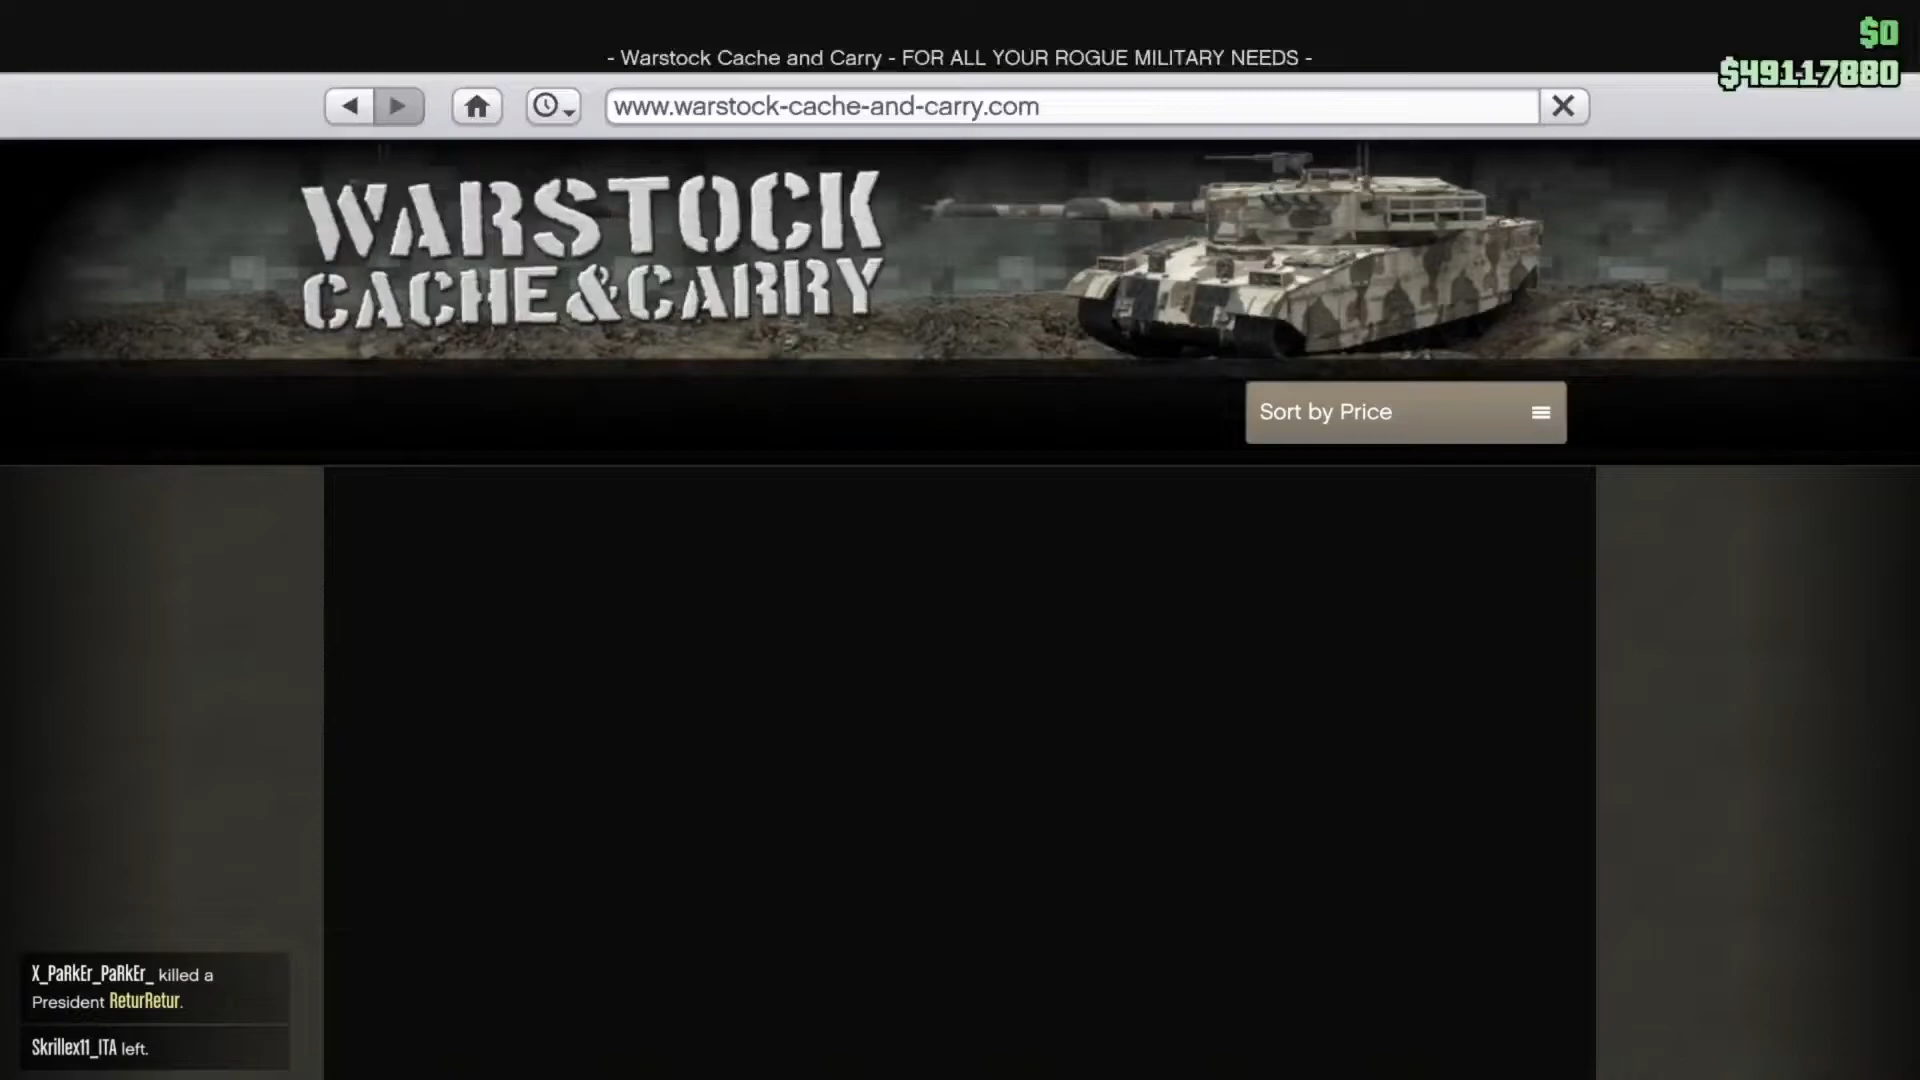 $0
- Warstock Cache and Carry - FOR ALL YOUR ROGUE MILITARY NEEDS -
$49117880
www.warstock-cache-and-carry.com
WARSTOCK
CACHE&CARRY
Sort by Price
X_PaRkEr_PaRkEr_ killed a
President ReturRetur.
Skrillex11_ITA left.